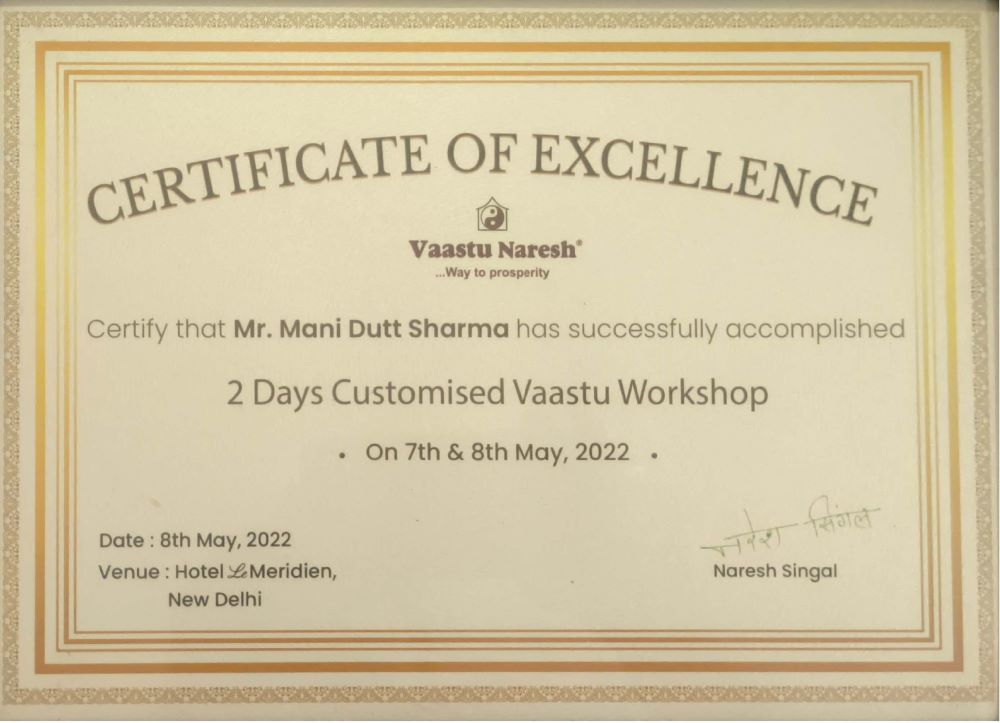 CERTIFICATE OF EXCELLENCE
Vaastu Naresh®
...Way to prosperity
Certify that Mr. Mani Dutt Sharma has successfully accomplished
2 Days Customised Vaastu Workshop
• On 7th & 8th May, 2022 •
Date : 8th May, 2022
Venue : Hotel Le Meridien,
New Delhi
नरेश सिंगल
Naresh Singal